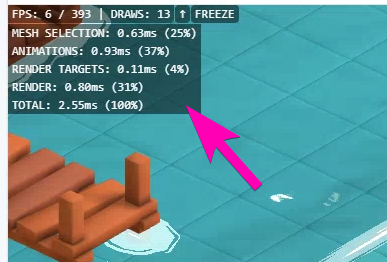 FPS: 6 / 393 | DRAWS: 13 ↑ FREEZE
MESH SELECTION: 0.63ms (25%)
ANIMATIONS: 0.93ms (37%)
RENDER TARGETS: 0.11ms (4%)
RENDER: 0.80ms (31%)
TOTAL: 2.55ms (100%)